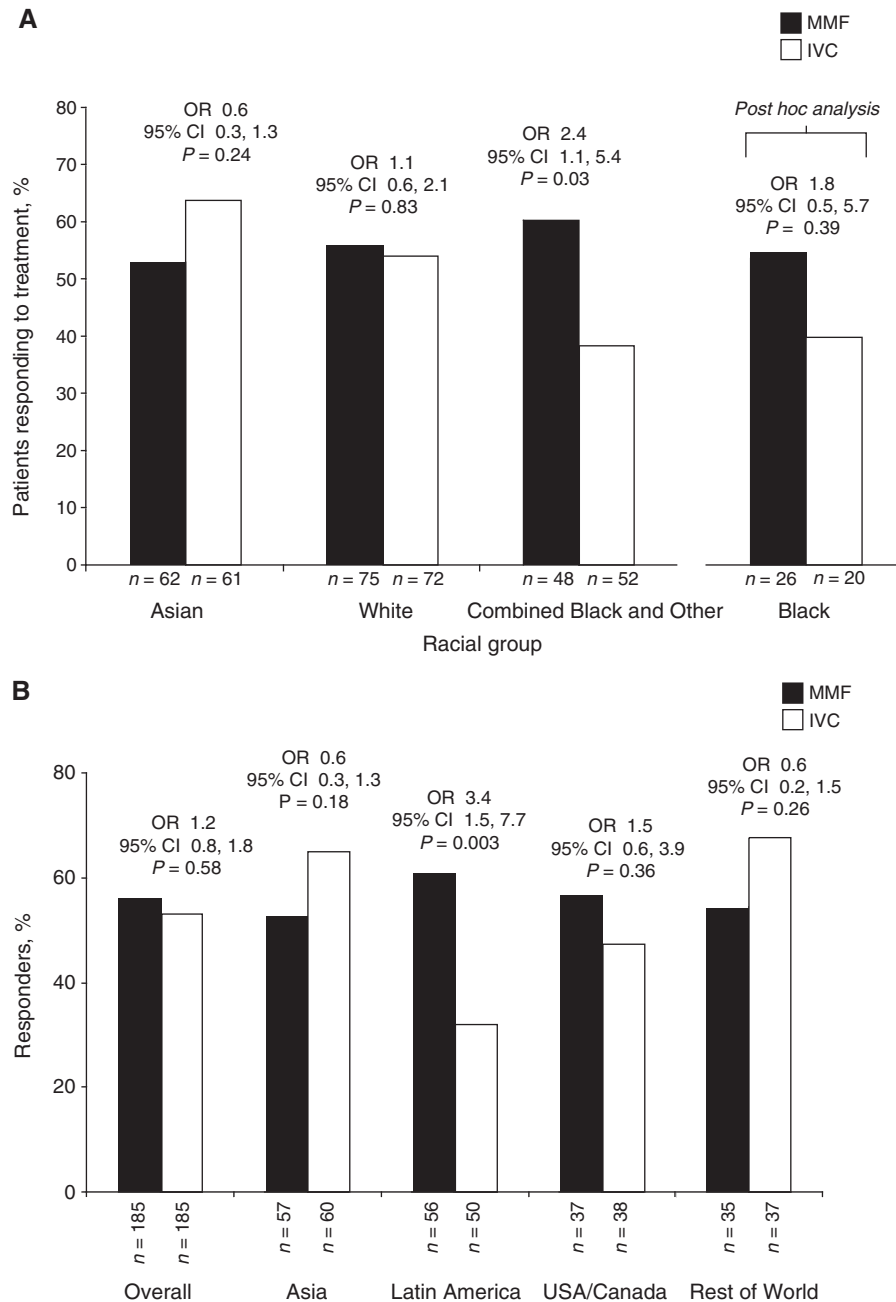 A
MMF
IVC
Patients responding to treatment, %
80
70
60
50
40
30
20
10
0
OR 0.6
95% CI 0.3, 1.3
P = 0.24
OR 1.1
95% CI 0.6, 2.1
P = 0.83
OR 2.4
95% CI 1.1, 5.4
P = 0.03
Post hoc analysis
OR 1.8
95% CI 0.5, 5.7
P = 0.39
n = 62 n = 61
n = 75 n = 72
n = 48 n = 52
n = 26 n = 20
Asian
White
Combined Black and Other
Black
Racial group
B
MMF
IVC
Responders, %
80
60
40
20
0
OR 1.2
95% CI 0.8, 1.8
P = 0.58
OR 0.6
95% CI 0.3, 1.3
P = 0.18
OR 3.4
95% CI 1.5, 7.7
P = 0.003
OR 1.5
95% CI 0.6, 3.9
P = 0.36
OR 0.6
95% CI 0.2, 1.5
P = 0.26
n = 185
n = 185
n = 57
n = 60
n = 56
n = 50
n = 37
n = 38
n = 35
n = 37
Overall
Asia
Latin America
USA/Canada
Rest of World